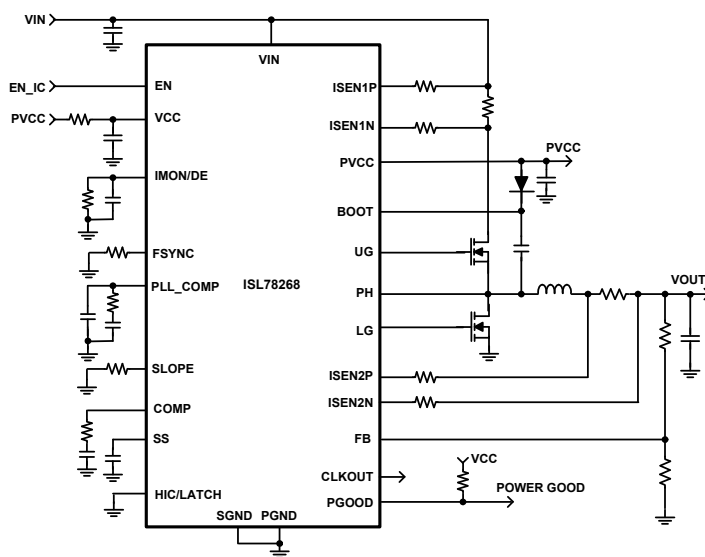 VIN
VIN
EN_IC
EN
PVCC
VCC
IMON/DE
FSYNC
PLL_COMP
SLOPE
COMP
SS
HIC/LATCH
SGND
PGND
ISL78268
ISEN1P
ISEN1N
PVCC
PVCC
BOOT
UG
PH
VOUT
LG
ISEN2P
ISEN2N
FB
VCC
CLKOUT
PGOOD
POWER GOOD